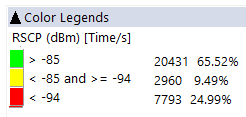 Color Legends
RSCP (dBm) [Time/s]
> -85 20431 65.52%
< -85 and >= -94 2960 9.49%
< -94 7793 24.99%